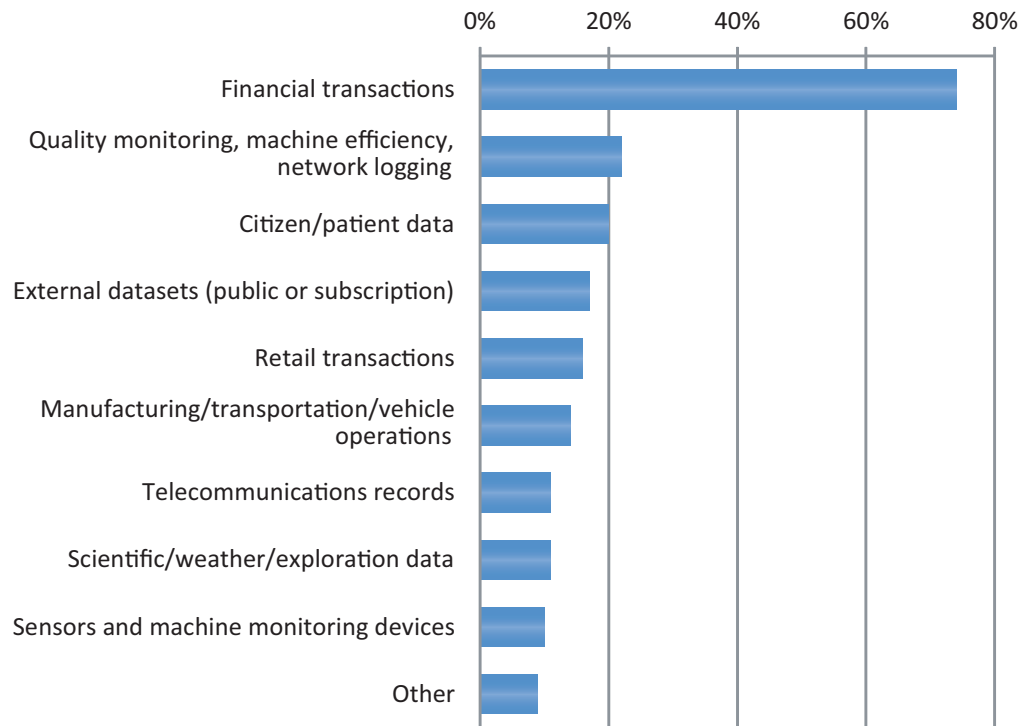 0% 20% 40% 60% 80%
Financial transactions
Quality monitoring, machine efficiency,
network logging
Citizen/patient data
External datasets (public or subscription)
Retail transactions
Manufacturing/transportation/vehicle
operations
Telecommunications records
Scientific/weather/exploration data
Sensors and machine monitoring devices
Other